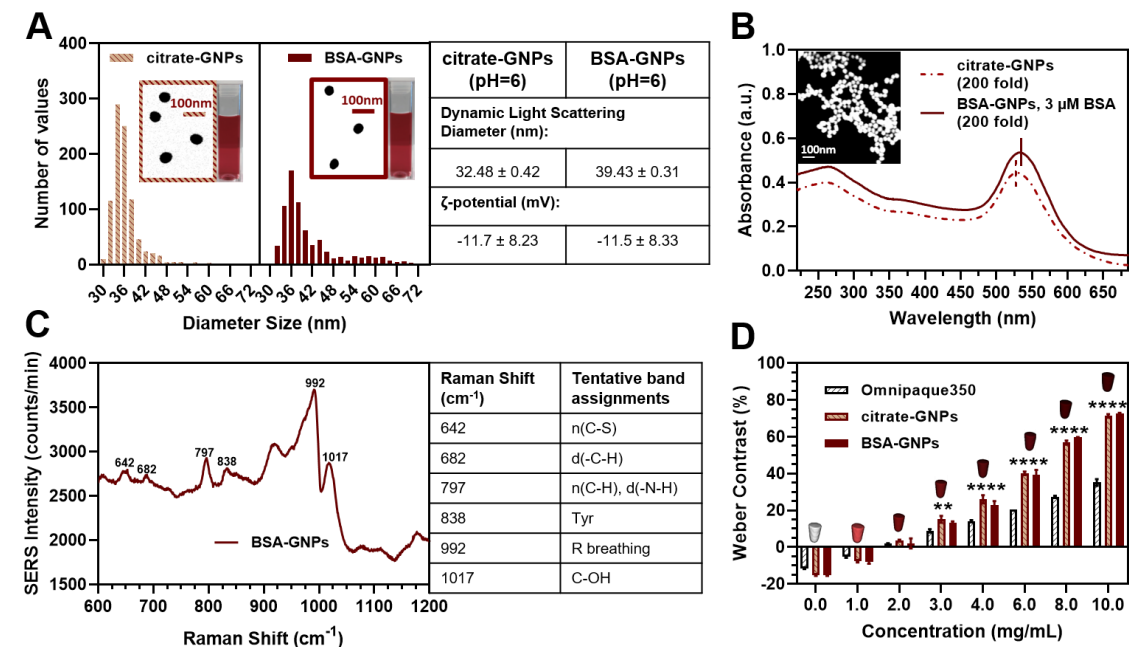 A
400
300
200
100
0
Number of values
citrate-GNPs
BSA-GNPs
100nm
100nm
30 36 42 48 54 60 66 72
30 36 42 48 54 60 66 72
Diameter Size (nm)
citrate-GNPs (pH=6)
BSA-GNPs (pH=6)
Dynamic Light Scattering
Diameter (nm):
32.48 ± 0.42
39.43 ± 0.31
ζ-potential (mV):
-11.7 ± 8.23
-11.5 ± 8.33
B
1.0
0.8
0.6
0.4
0.2
0.0
Absorbance (a.u.)
100nm
citrate-GNPs
(200 fold)
BSA-GNPs, 3 µM BSA
(200 fold)
250 300 350 400 450 500 550 600 650
Wavelength (nm)
C
4000
3500
3000
2500
2000
1500
SERS Intensity (counts/min)
642
682
797
838
992
1017
BSA-GNPs
600 700 800 900 1000 1100 1200
Raman Shift (cm⁻¹)
Raman Shift (cm⁻¹)
Tentative band assignments
642 n(C-S)
682 d(-C-H)
797 n(C-H), d(-N-H)
838 Tyr
992 R breathing
1017 C-OH
D
100
80
60
40
20
0
-20
Weber Contrast (%)
Omnipaque350
citrate-GNPs
BSA-GNPs
**
****
****
****
****
0.0 1.0 2.0 3.0 4.0 6.0 8.0 10.0
Concentration (mg/mL)